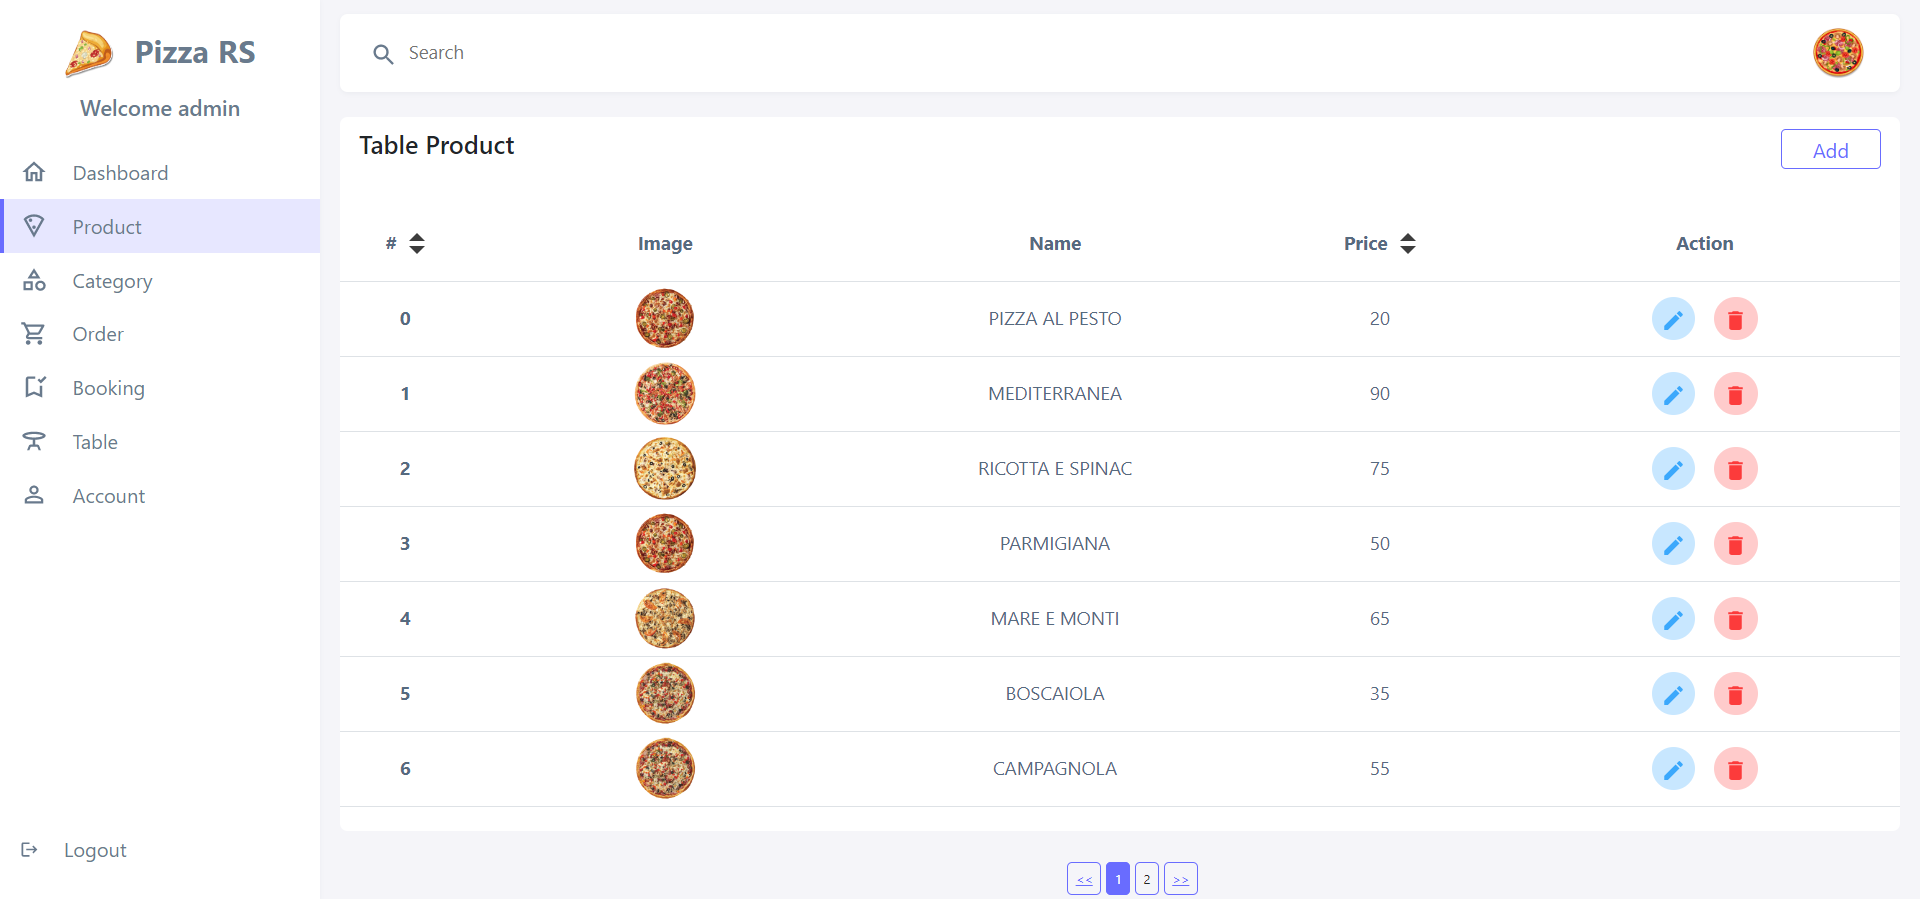 Pizza RS
Welcome admin
Dashboard
Product
Category
Order
Booking
Table
Account
Logout
Search
Table Product
Add
# Image Name Price Action
0 PIZZA AL PESTO 20
1 MEDITERRANEA 90
2 RICOTTA E SPINAC 75
3 PARMIGIANA 50
4 MARE E MONTI 65
5 BOSCAIOLA 35
6 CAMPAGNOLA 55
<< 1 2 >>